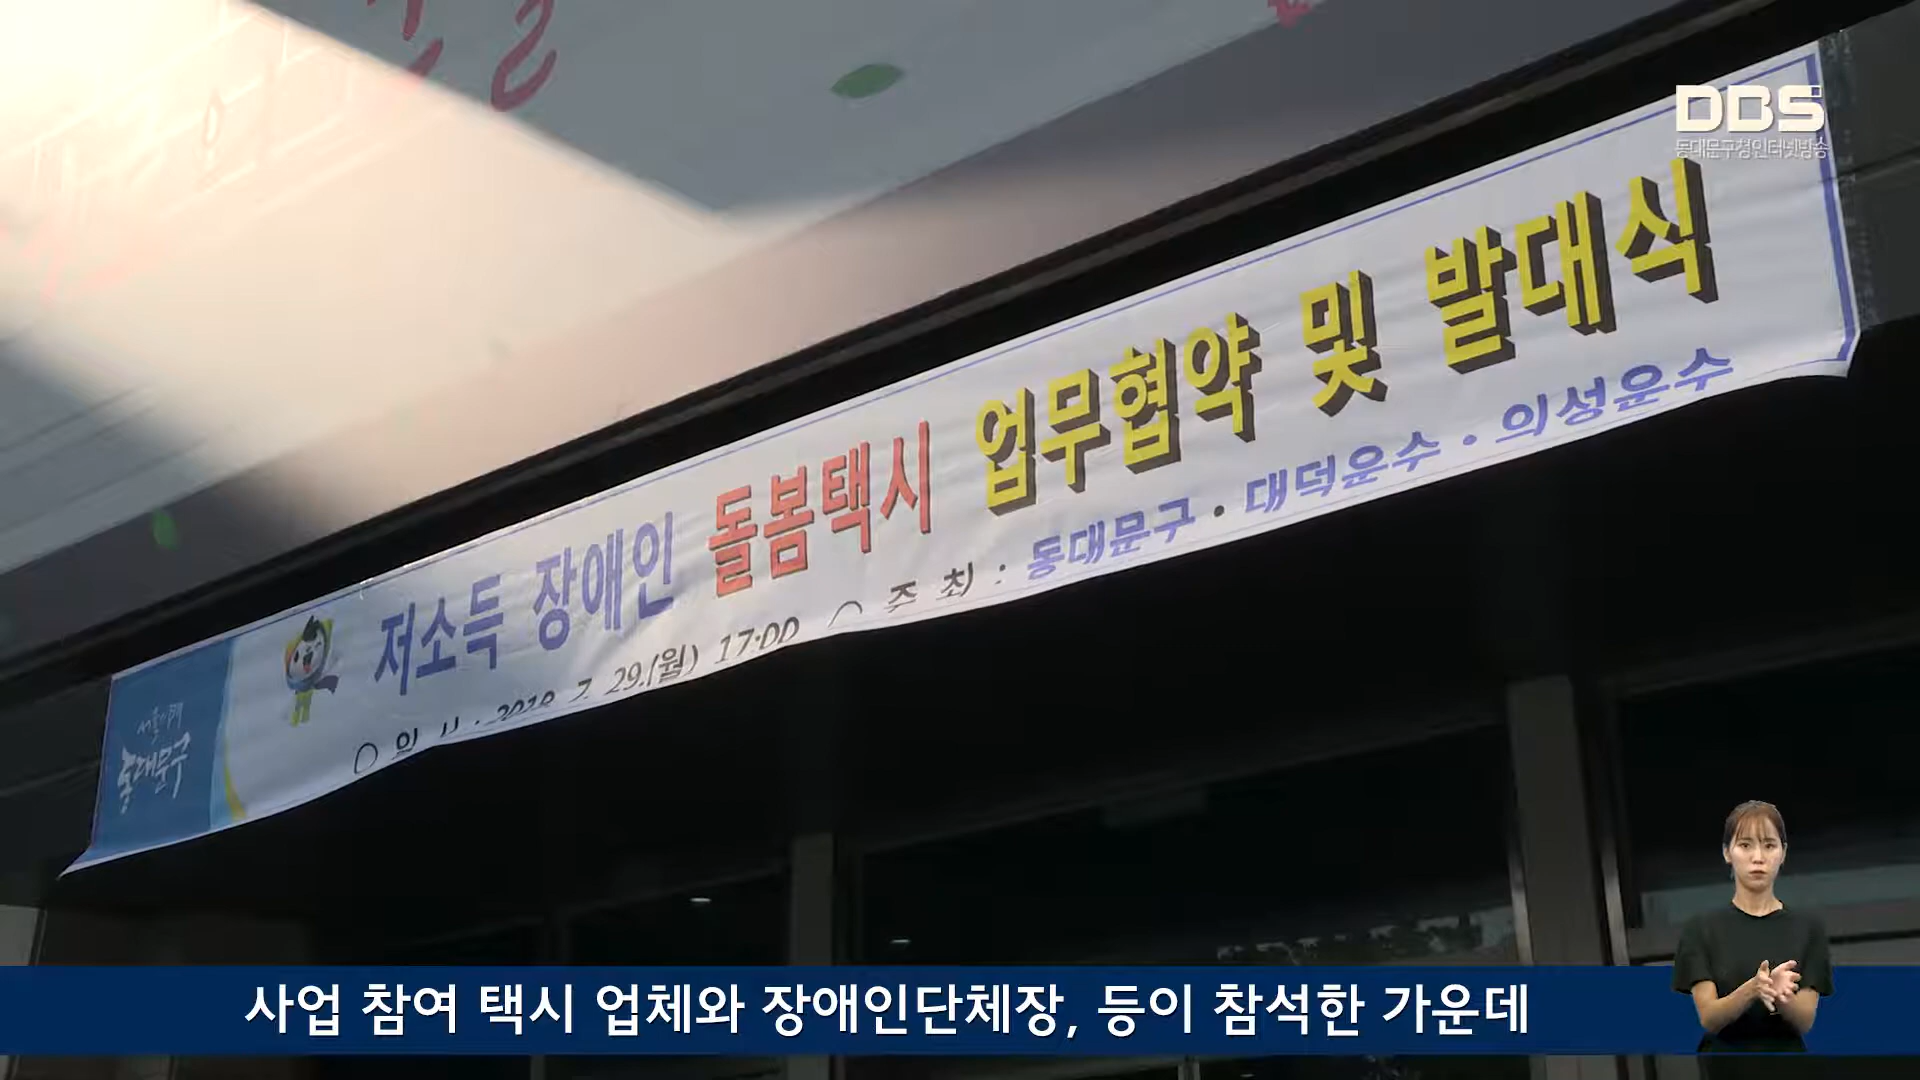 DBS
동대문구청인터넷방송
저소득 장애인 돌봄택시 업무협약 및 발대식
29.(월) 17:00 ○ 주 최 : 동대문구 · 대덕운수 · 의성운수
동대문구
사업 참여 택시 업체와 장애인단체장, 등이 참석한 가운데